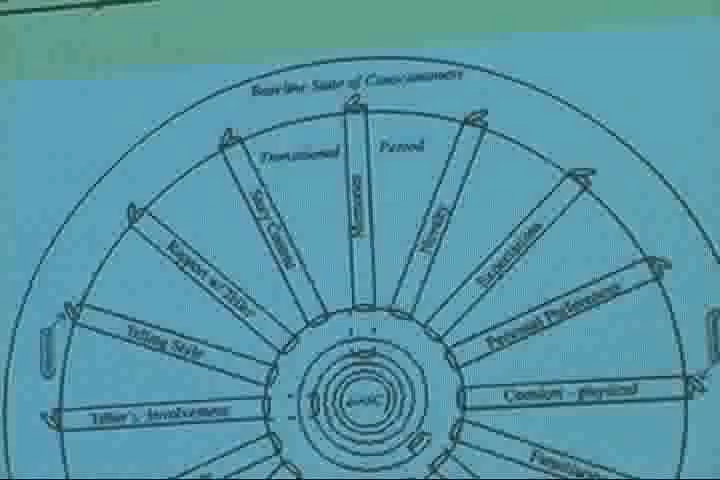 Baseline State of Consciousness
Transitional Period
Story Content
Memories
Novelty
Expectations
Rapport w/Teller
Personal Preferences
Telling Style
Comfort - physical
Teller's Involvement